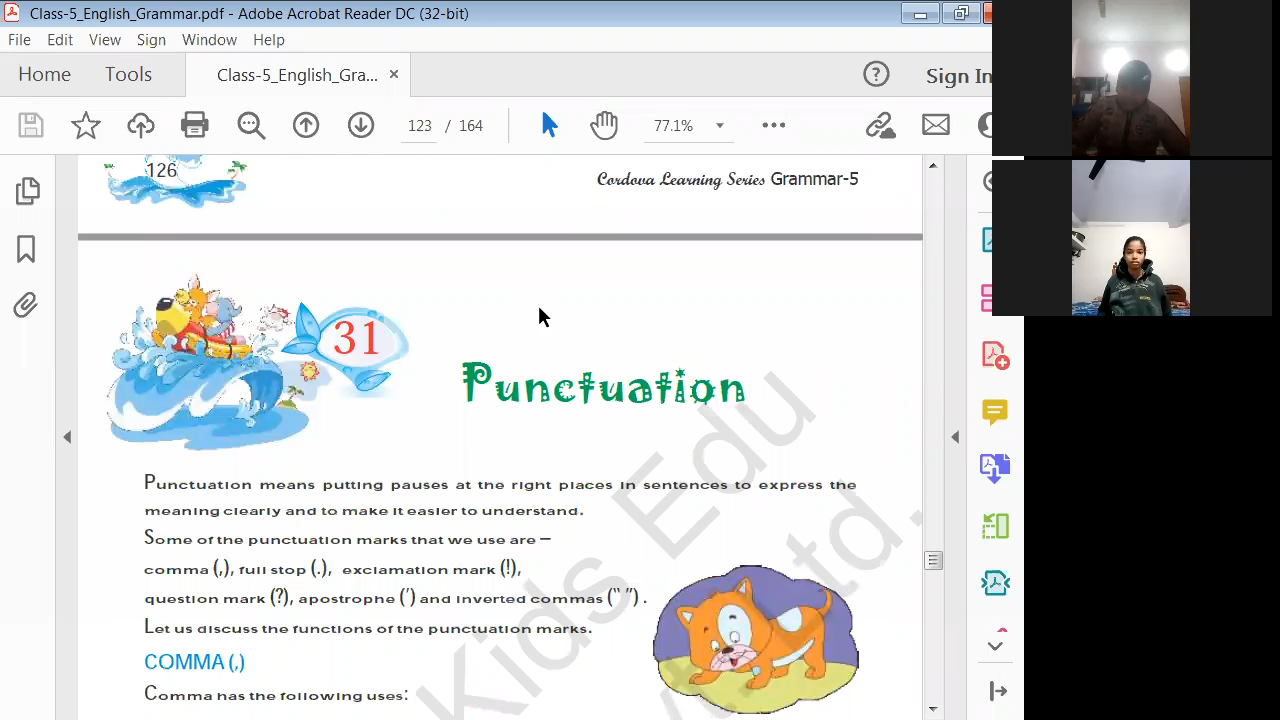 Class-5_English_Grammar.pdf - Adobe Acrobat Reader DC (32-bit)
File Edit View Sign Window Help
Home Tools Class-5_English_Gra... × ? Sign In
123 / 164 77.1%
126
Cordova Learning Series Grammar-5
31
Punctuation
Punctuation means putting pauses at the right places in sentences to express the
meaning clearly and to make it easier to understand.
Some of the punctuation marks that we use are –
comma (,), full stop (.), exclamation mark (!),
question mark (?), apostrophe (') and inverted commas (“ ”) .
Let us discuss the functions of the punctuation marks.
COMMA (,)
Comma has the following uses:
Kids Edu
vt.Ltd.